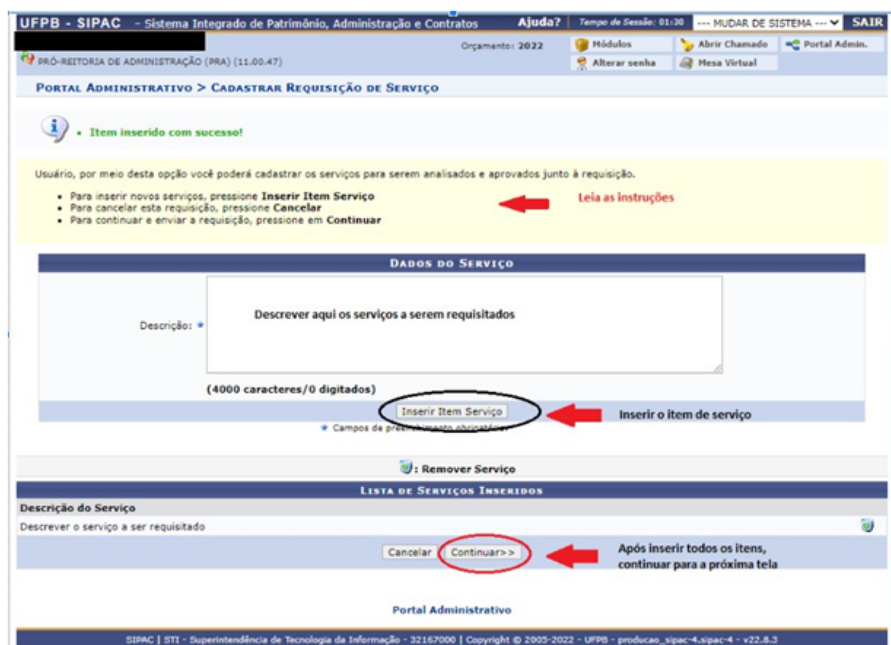 UFPB - SIPAC - Sistema Integrado de Patrimônio, Administração e Contratos Ajuda? Tempo de Sessão: 01:30 --- MUDAR DE SISTEMA --- SAIR
Orçamento: 2022 Módulos Abrir Chamado Portal Admin.
PRÓ-REITORIA DE ADMINISTRAÇÃO (PRA) (11.00.47) Alterar senha Mesa Virtual
PORTAL ADMINISTRATIVO > CADASTRAR REQUISIÇÃO DE SERVIÇO
• Item inserido com sucesso!
Usuário, por meio desta opção você poderá cadastrar os serviços para serem analisados e aprovados junto à requisição.
• Para inserir novos serviços, pressione Inserir Item Serviço Leia as instruções
• Para cancelar esta requisição, pressione Cancelar
• Para continuar e enviar a requisição, pressione em Continuar
DADOS DO SERVIÇO
Descrever aqui os serviços a serem requisitados
Descrição:
(4000 caracteres/0 digitados)
Inserir Item Serviço Inserir o item de serviço
Campos de preenchimento obrigatório.
: Remover Serviço
LISTA DE SERVIÇOS INSERIDOS
Descrição do Serviço
Descrever o serviço a ser requisitado
Cancelar Continuar>> Após inserir todos os itens,
continuar para a próxima tela
Portal Administrativo
SIPAC | STI - Superintendência de Tecnologia da Informação - 32167000 | Copyright © 2005-2022 - UFPB - producao_sipac-4.sipac-4 - v22.8.3